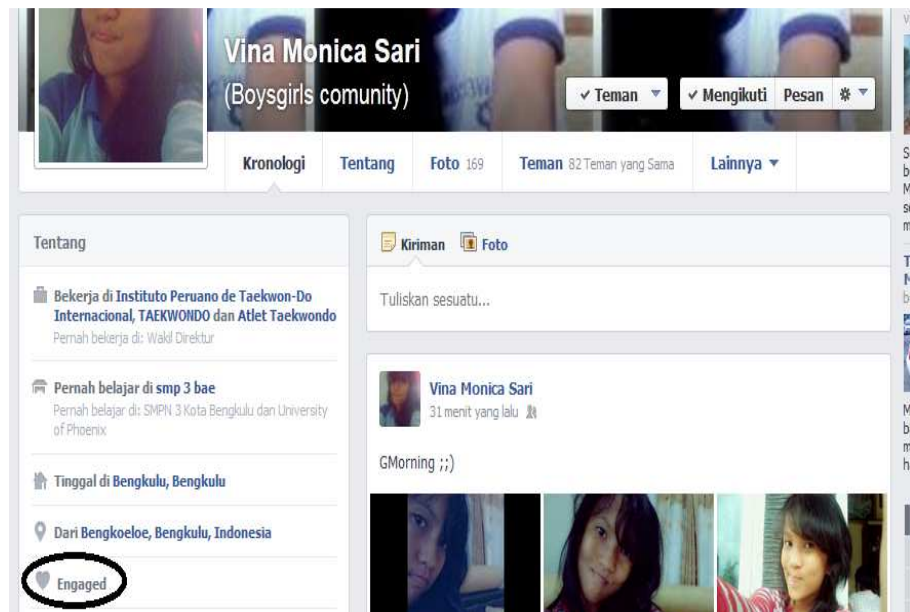 Vina Monica Sari
(Boysgirls comunity)
Teman
Mengikuti Pesan
Kronologi Tentang Foto 169 Teman 82 Teman yang Sama Lainnya
Tentang
Bekerja di Instituto Peruano de Taekwon-Do
Internacional, TAEKWONDO dan Atlet Taekwondo
Pernah bekerja di: Wakil Direktur
Pernah belajar di smp 3 bae
Pernah belajar di: SMPN 3 Kota Bengkulu dan University
of Phoenix
Tinggal di Bengkulu, Bengkulu
Dari Bengkoeloe, Bengkulu, Indonesia
Engaged
Kiriman Foto
Tuliskan sesuatu...
Vina Monica Sari
31 menit yang lalu
GMorning ;;)